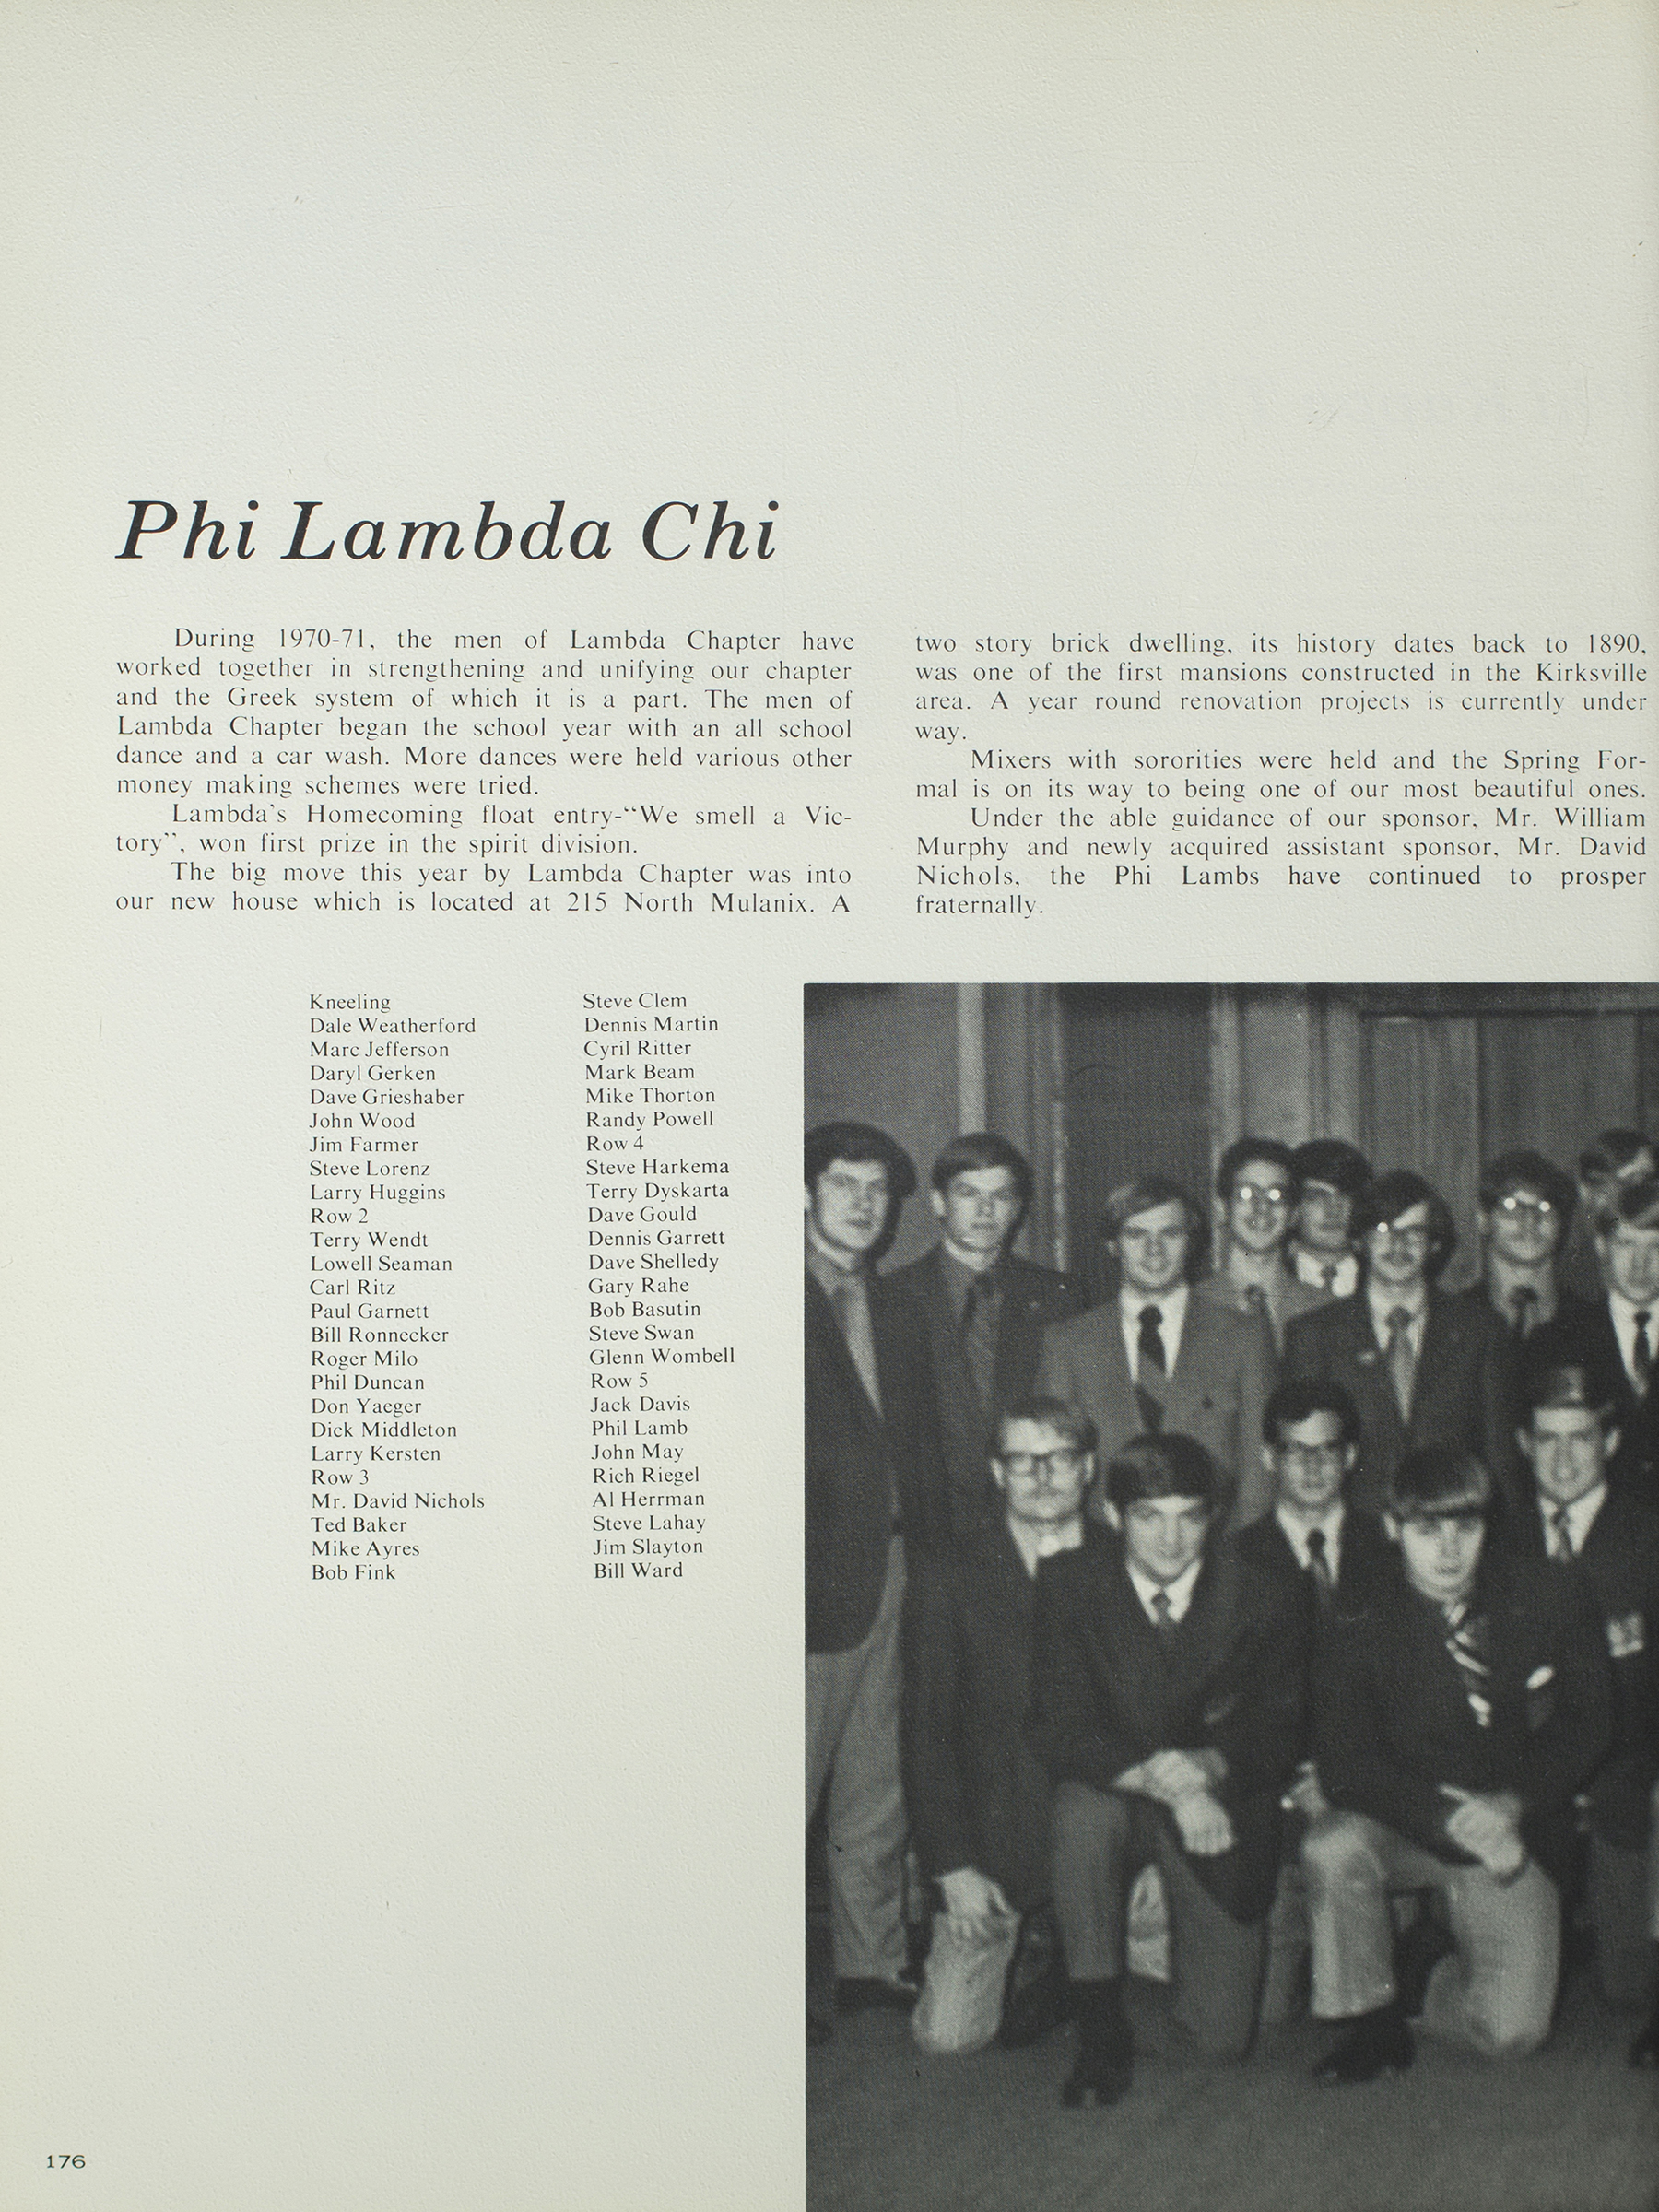 Phi Lambda Chi
During 1970-71, the men of Lambda Chapter have
worked together in strengthening and unifying our chapter
and the Greek system of which it is a part. The men of
Lambda Chapter began the school year with an all school
dance and a car wash. More dances were held various other
money making schemes were tried.
Lambda's Homecoming float entry-“We smell a Vic-
tory”, won first prize in the spirit division.
The big move this year by Lambda Chapter was into
our new house which is located at 215 North Mulanix. A
two story brick dwelling, its history dates back to 1890,
was one of the first mansions constructed in the Kirksville
area. A year round renovation projects is currently under
way.
Mixers with sororities were held and the Spring For-
mal is on its way to being one of our most beautiful ones.
Under the able guidance of our sponsor, Mr. William
Murphy and newly acquired assistant sponsor, Mr. David
Nichols, the Phi Lambs have continued to prosper
fraternally.
Kneeling
Dale Weatherford
Marc Jefferson
Daryl Gerken
Dave Grieshaber
John Wood
Jim Farmer
Steve Lorenz
Larry Huggins
Row 2
Terry Wendt
Lowell Seaman
Carl Ritz
Paul Garnett
Bill Ronnecker
Roger Milo
Phil Duncan
Don Yaeger
Dick Middleton
Larry Kersten
Row 3
Mr. David Nichols
Ted Baker
Mike Ayres
Bob Fink
Steve Clem
Dennis Martin
Cyril Ritter
Mark Beam
Mike Thorton
Randy Powell
Row 4
Steve Harkema
Terry Dyskarta
Dave Gould
Dennis Garrett
Dave Shelledy
Gary Rahe
Bob Basutin
Steve Swan
Glenn Wombell
Row 5
Jack Davis
Phil Lamb
John May
Rich Riegel
Al Herrman
Steve Lahay
Jim Slayton
Bill Ward
176